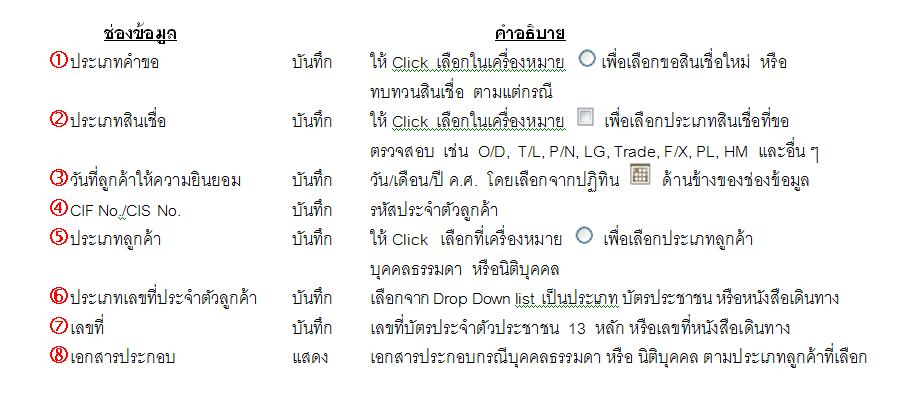 ช่องข้อมูล คำอธิบาย
①ประเภทคำขอ บันทึก ให้ Click เลือกในเครื่องหมาย เพื่อเลือกขอสินเชื่อใหม่ หรือ
ทบทวนสินเชื่อ ตามแต่กรณี
②ประเภทสินเชื่อ บันทึก ให้ Click เลือกในเครื่องหมาย เพื่อเลือกประเภทสินเชื่อที่ขอ
ตรวจสอบ เช่น O/D, T/L, P/N, LG, Trade, F/X, PL, HM และอื่น ๆ
③วันที่ลูกค้าให้ความยินยอม บันทึก วัน/เดือน/ปี ค.ศ. โดยเลือกจากปฏิทิน ด้านข้างของช่องข้อมูล
④CIF No./CIS No. บันทึก รหัสประจำตัวลูกค้า
⑤ประเภทลูกค้า บันทึก ให้ Click เลือกที่เครื่องหมาย เพื่อเลือกประเภทลูกค้า
บุคคลธรรมดา หรือนิติบุคคล
⑥ประเภทเลขที่ประจำตัวลูกค้า บันทึก เลือกจาก Drop Down list เป็นประเภท บัตรประชาชน หรือหนังสือเดินทาง
⑦เลขที่ บันทึก เลขที่บัตรประจำตัวประชาชน 13 หลัก หรือเลขที่หนังสือเดินทาง
⑧เอกสารประกอบ แสดง เอกสารประกอบกรณีบุคคลธรรมดา หรือ นิติบุคคล ตามประเภทลูกค้าที่เลือก